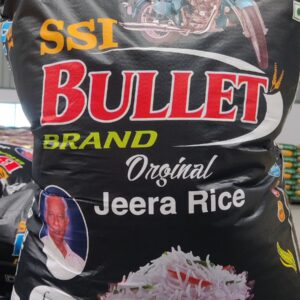 SSI
BULLET
BRAND
Orginal
Jeera Rice